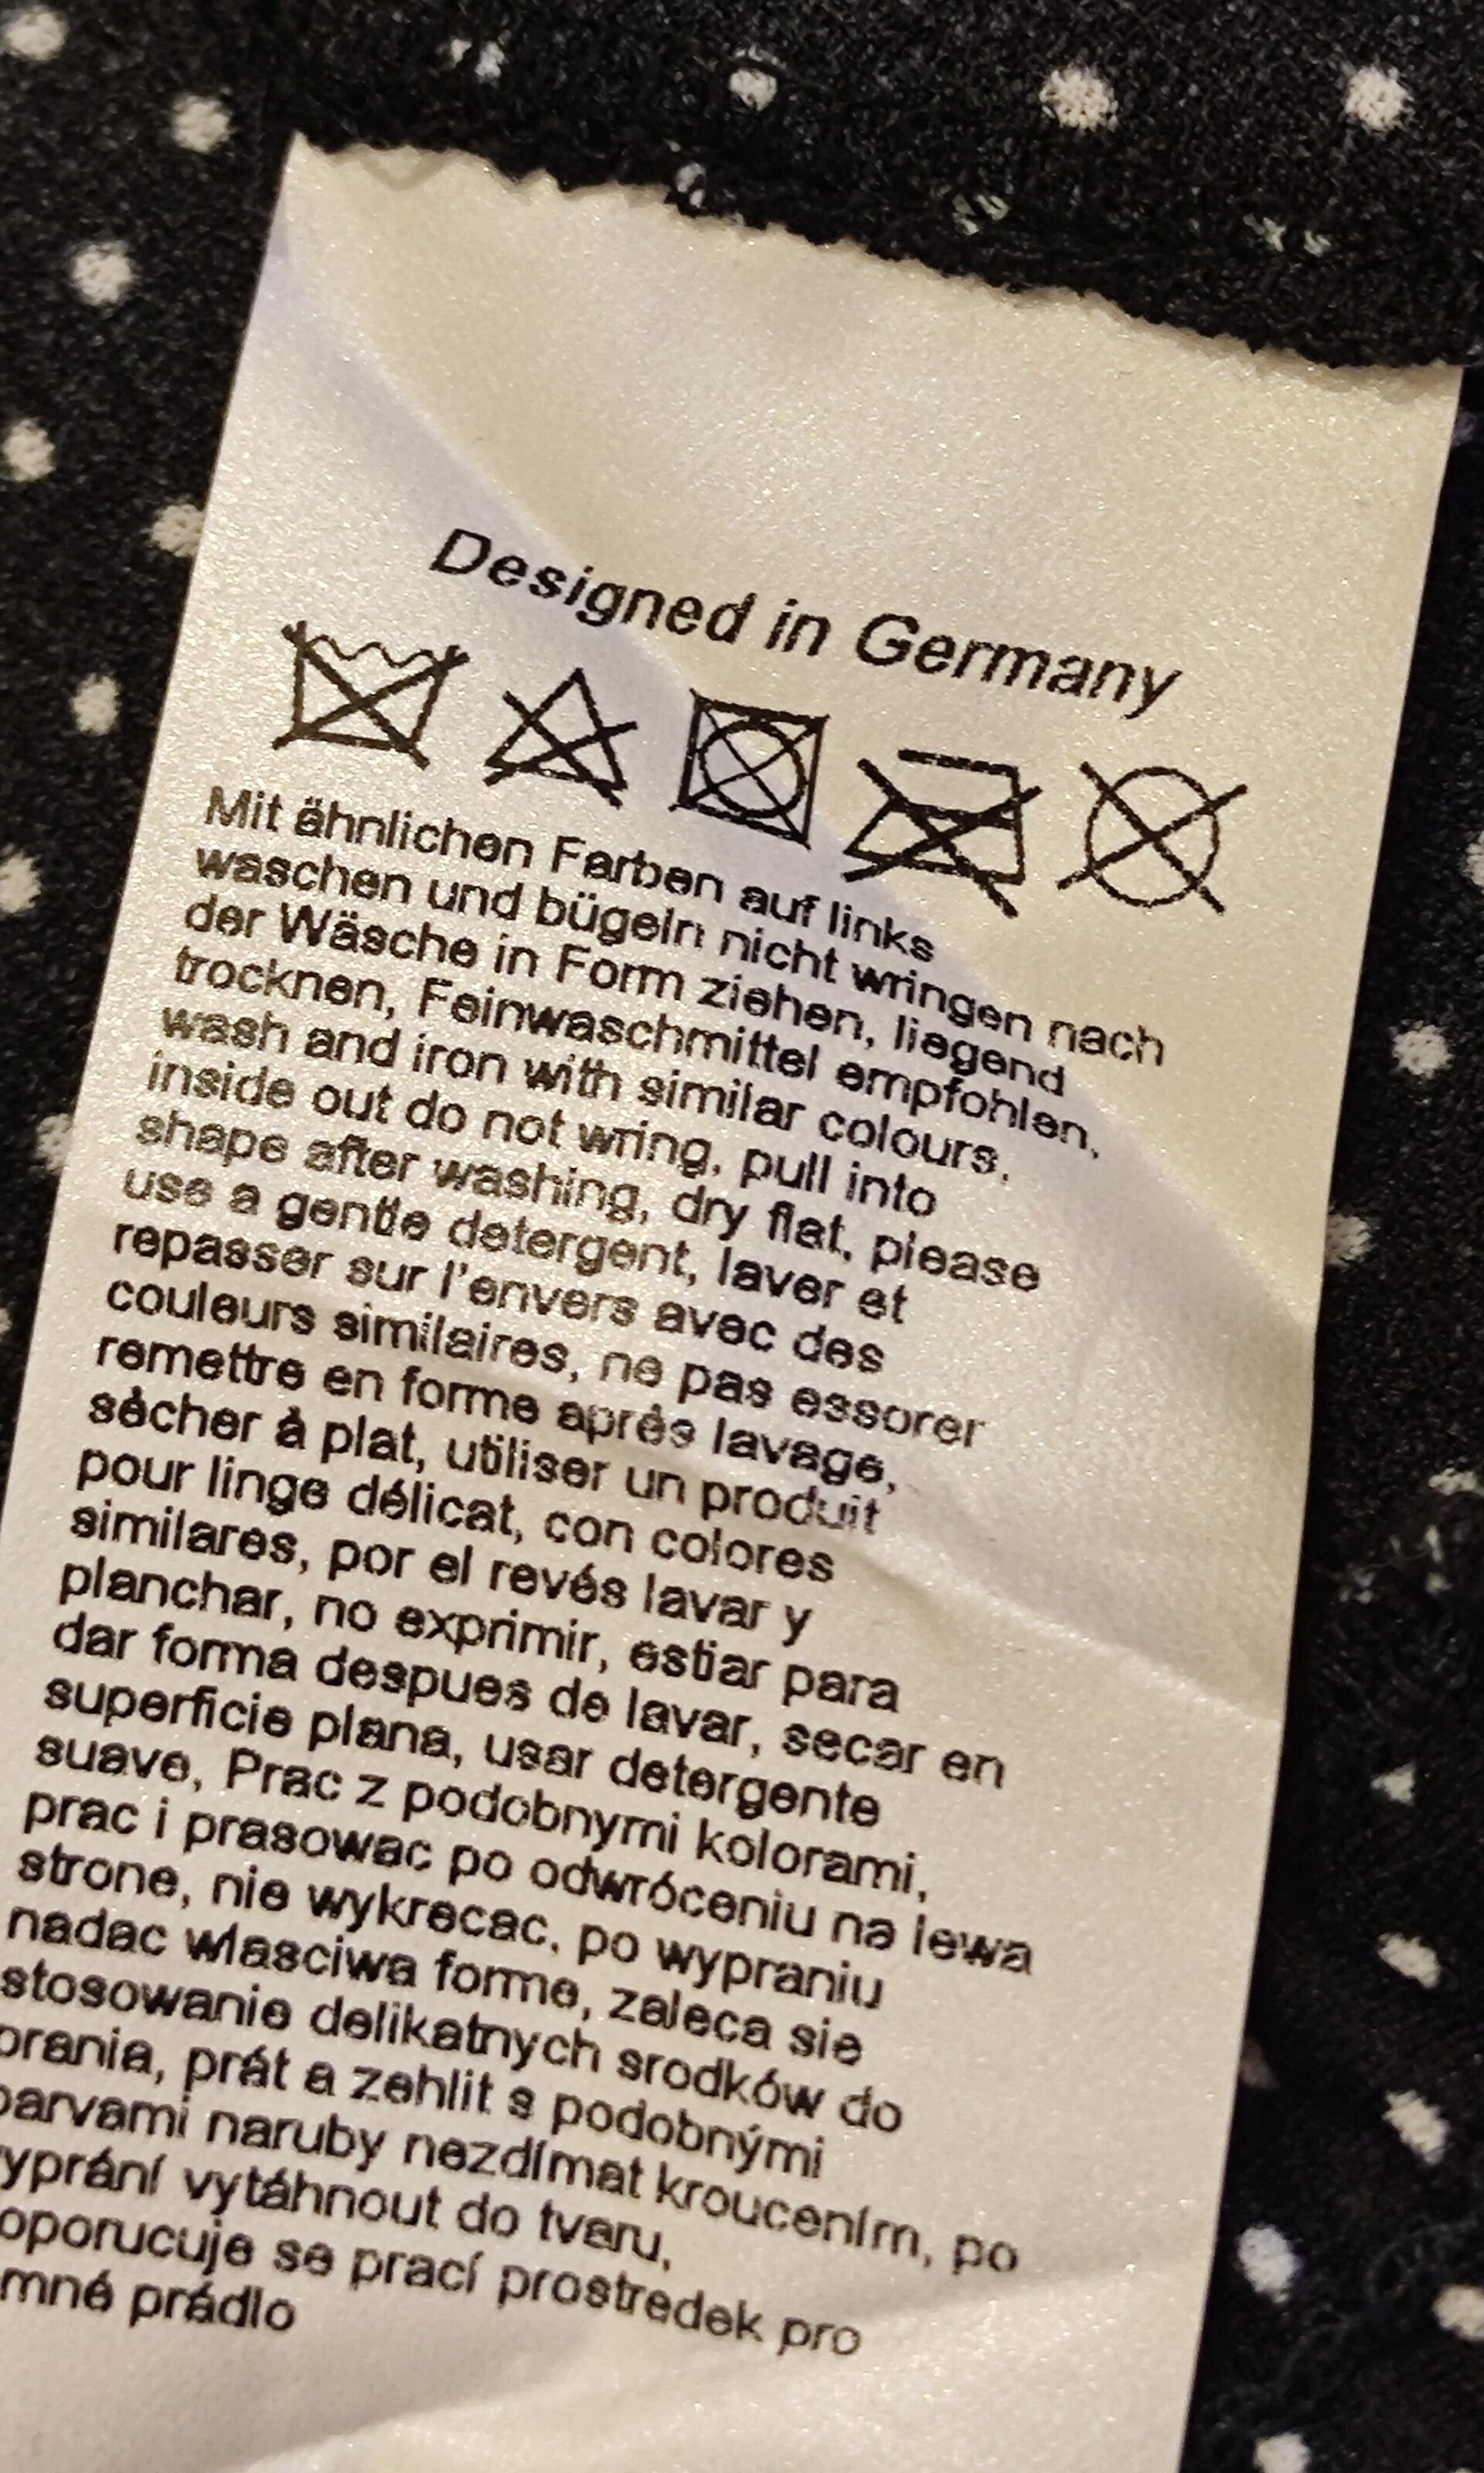 Designed in Germany
Mit ähnlichen Farben auf links
waschen und bügeln nicht wringen nach
der Wäsche in Form ziehen, liegend
trocknen, Feinwaschmittel empfohlen,
wash and iron with similar colours,
inside out do not wring, pull into
shape after washing, dry flat, please
use a gentle detergent, laver et
repasser sur l'envers avec des
couleurs similaires, ne pas essorer
remettre en forme aprés lavage,
sècher à plat, utiliser un produit
pour linge délicat, con colores
similares, por el revés lavar y
planchar, no exprimir, estiar para
dar forma despues de lavar, secar en
superficie plana, usar detergente
suave, Prac z podobnymi kolorami,
prac i prasowac po odwróceniu na lewa
strone, nie wykrecac, po wypraniu
nadac wlasciwa forme, zaleca sie
stosowanie delikatnych srodków do
prania, prát a zehlit s podobnými
barvami naruby nezdímat kroucením, po
yprání vytáhnout do tvaru,
oporucuje se prací prostredek pro
mné prádlo